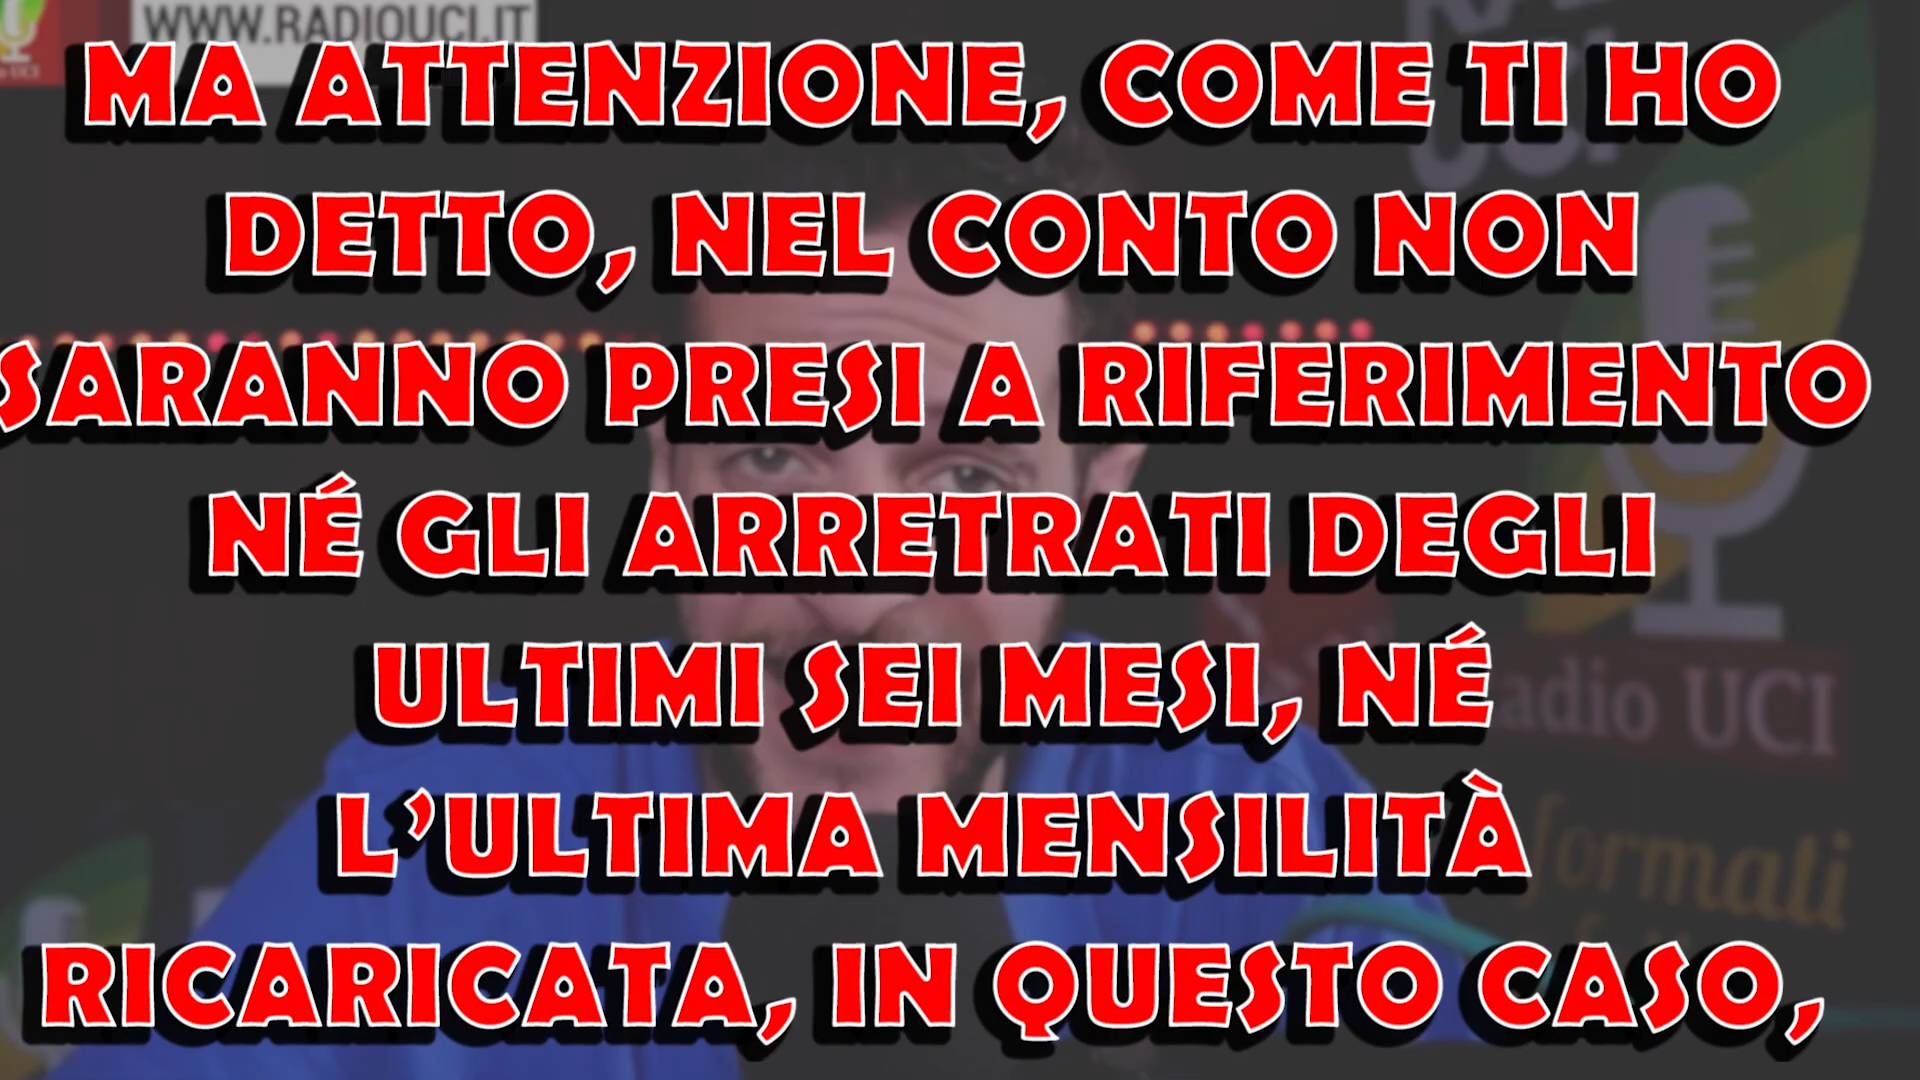 WWW.RADIOUCI.IT
MA ATTENZIONE, COME TI HO
DETTO, NEL CONTO NON
SARANNO PRESI A RIFERIMENTO
NÉ GLI ARRETRATI DEGLI
ULTIMI SEI MESI, NÉ
adio UCI
L'ULTIMA MENSILITÀ
formati
RICARICATA, IN QUESTO CASO,